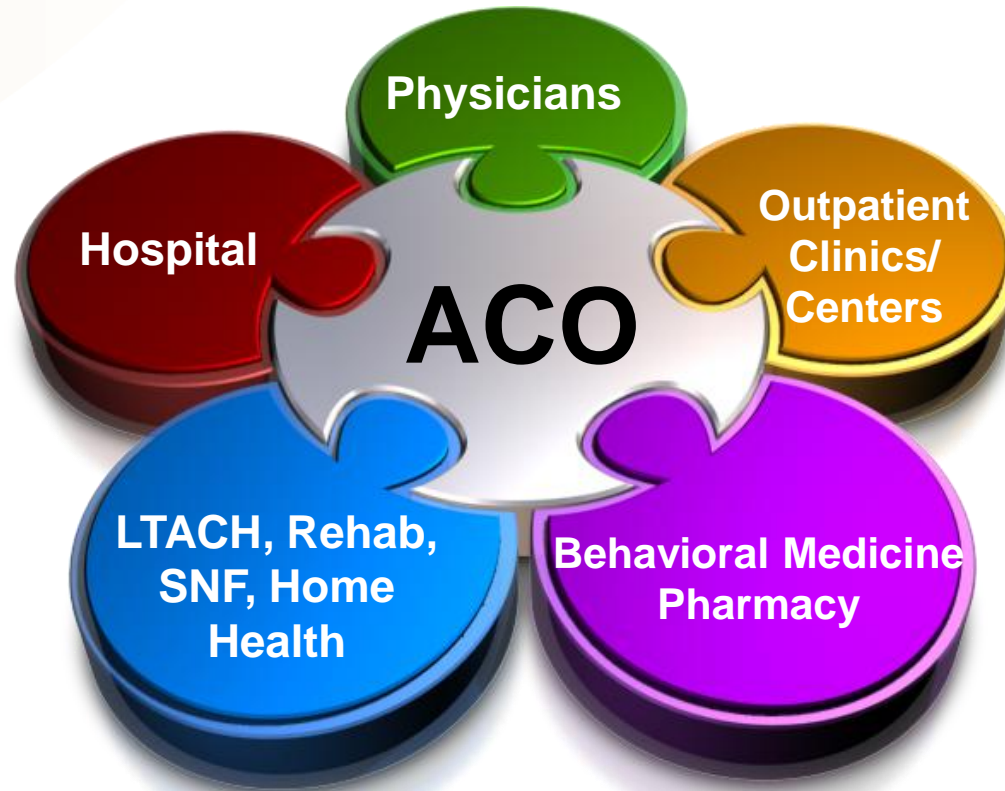 Physicians
Hospital
Outpatient
Clinics/
Centers
ACO
LTACH, Rehab,
SNF, Home
Health
Behavioral Medicine
Pharmacy